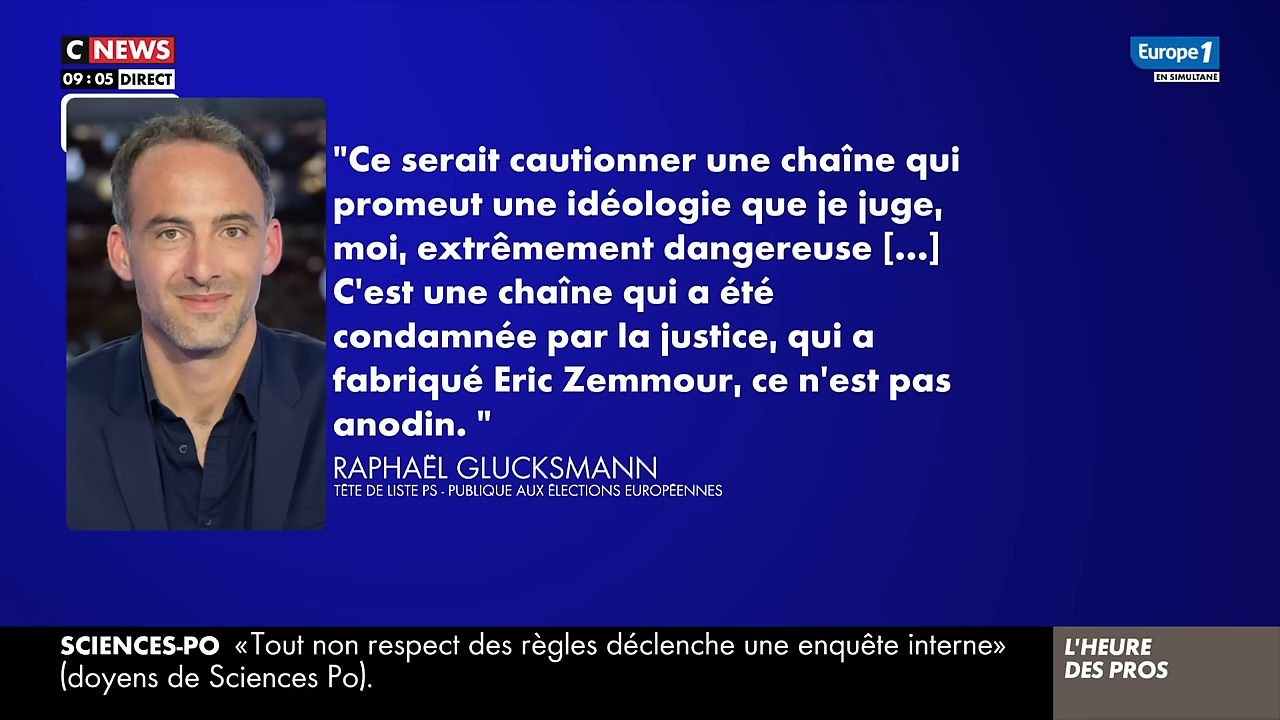 C NEWS
09:05 DIRECT
Europe 1
EN SIMULTANÉ
"Ce serait cautionner une chaîne qui
promeut une idéologie que je juge,
moi, extrêmement dangereuse [...]
C'est une chaîne qui a été
condamnée par la justice, qui a
fabriqué Eric Zemmour, ce n'est pas
anodin. "
RAPHAËL GLUCKSMANN
TÊTE DE LISTE PS - PUBLIQUE AUX ÉLECTIONS EUROPÉENNES
SCIENCES-PO «Tout non respect des règles déclenche une enquête interne»
(doyens de Sciences Po).
L'HEURE
DES PROS